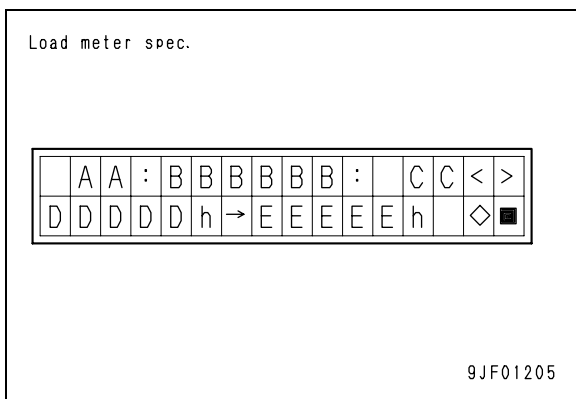 Load meter spec.
AA:BBBBBB: CC<>
DDDDDh→EEEEEh ◇▣
9JF01205